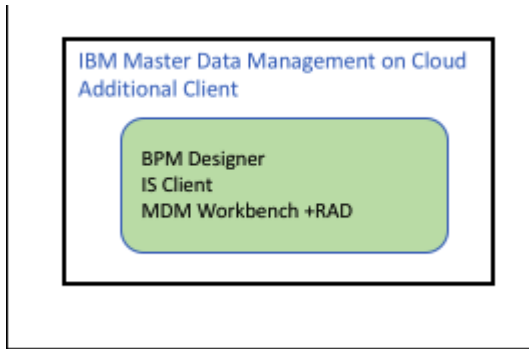 IBM Master Data Management on Cloud
Additional Client
BPM Designer
IS Client
MDM Workbench +RAD